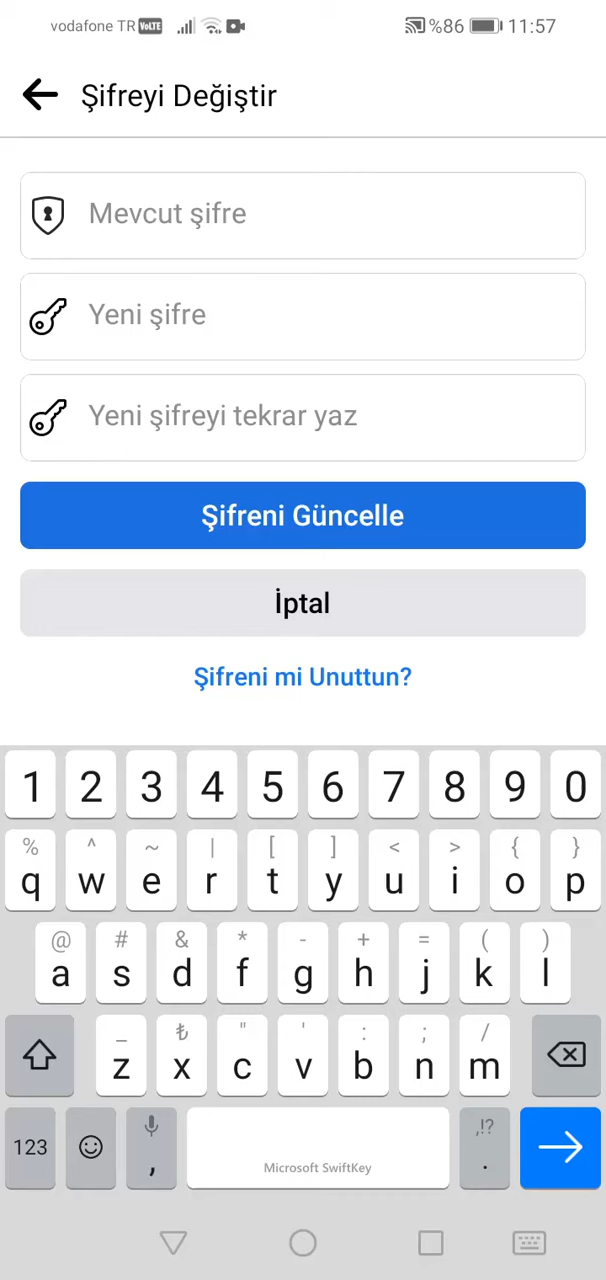 vodafone TR VoLTE %86 11:57
Şifreyi Değiştir
Mevcut şifre
Yeni şifre
Yeni şifreyi tekrar yaz
Şifreni Güncelle
İptal
Şifreni mi Unuttun?
1 2 3 4 5 6 7 8 9 0
% ^ ~ | [ ] < > { }
q w e r t y u i o p
@ # & * - + = ( )
a s d f g h j k l
_ ₺ " ' : ; /
z x c v b n m
,!?
123 , .
Microsoft SwiftKey